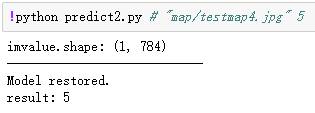 !python predict2.py # "map/testmap4.jpg" 5
imvalue.shape: (1, 784)
Model restored.
result: 5